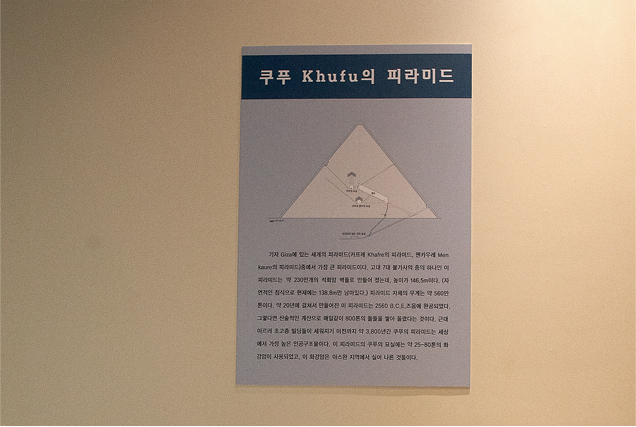 쿠푸 Khufu의 피라미드
기자 Giza에 있는 세계의 피라미드(카프레 Khafre의 피라미드, 멘카우레 Men
kaure의 피라미드)중에서 가장 큰 피라미드이다. 고대 7대 불가사의 중의 하나인 이
피라미드는 약 230만개의 석회암 벽돌로 만들어 졌는데, 높이가 146.5m이다. (자
연적인 침식으로 현재에는 138.8m만 남아있다.) 피라미드 자체의 무게는 약 560만
톤이다. 약 20년에 걸쳐서 만들어진 이 피라미드는 2560 B.C.E.즈음에 완공되었다.
그렇다면 산술적인 계산으로 매일같이 800톤의 돌들을 쌓아 올렸다는 것이다. 근대
에 초고층 빌딩들이 세워지기 이전까지 약 3,800년간 쿠푸의 피라미드는 세상
에서 가장 높은 인공구조물이다. 이 피라미드의 쿠푸의 묘실에는 약 25~80톤의 화
강암이 사용되었고, 이 화강암은 아스완 지역에서 실어 나른 것들이다.